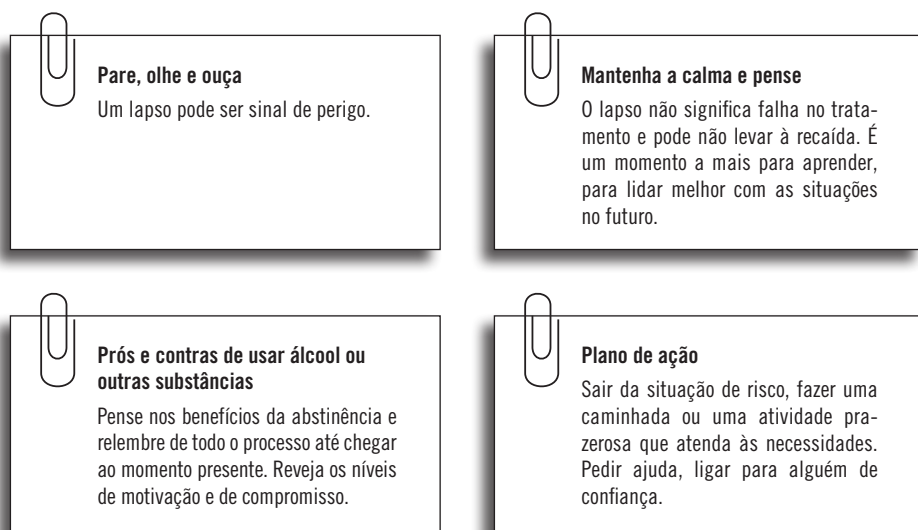 Pare, olhe e ouça
Um lapso pode ser sinal de perigo.
Mantenha a calma e pense
O lapso não significa falha no trata-
mento e pode não levar à recaída. É
um momento a mais para aprender,
para lidar melhor com as situações
no futuro.
Prós e contras de usar álcool ou
outras substâncias
Pense nos benefícios da abstinência e
relembre de todo o processo até chegar
ao momento presente. Reveja os níveis
de motivação e de compromisso.
Plano de ação
Sair da situação de risco, fazer uma
caminhada ou uma atividade pra-
zerosa que atenda às necessidades.
Pedir ajuda, ligar para alguém de
confiança.